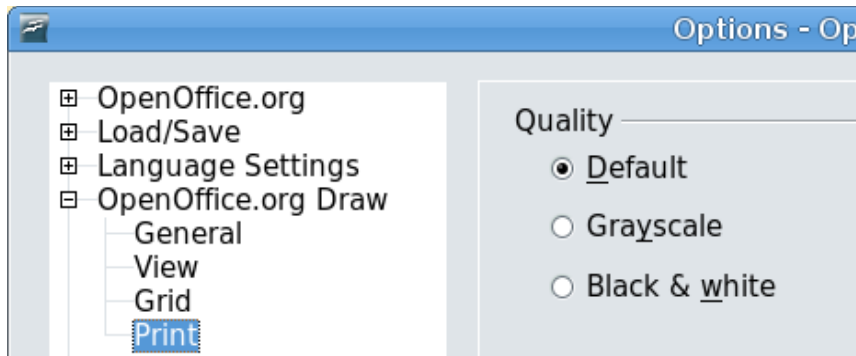 Options - Op
OpenOffice.org
Load/Save
Language Settings
OpenOffice.org Draw
General
View
Grid
Print
Quality
Default
Grayscale
Black & white